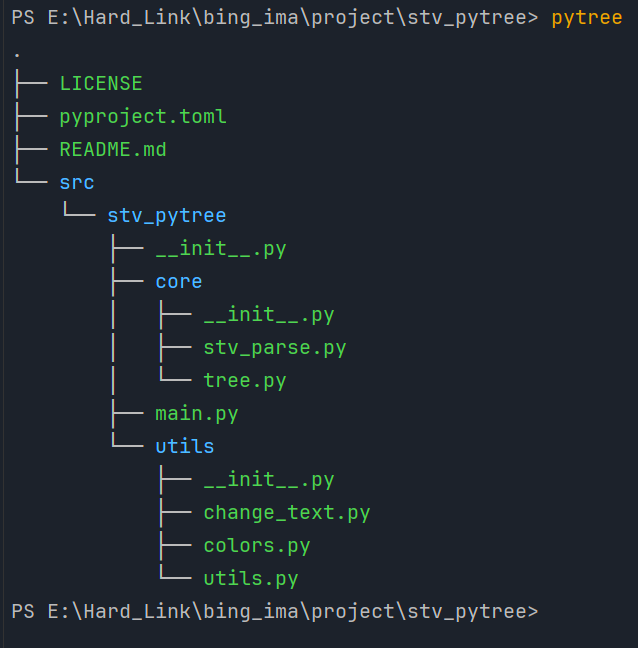 PS E:\Hard_Link\bing_ima\project\stv_pytree> pytree
.
├── LICENSE
├── pyproject.toml
├── README.md
└── src
    └── stv_pytree
        ├── __init__.py
        ├── core
        │   ├── __init__.py
        │   ├── stv_parse.py
        │   └── tree.py
        ├── main.py
        └── utils
            ├── __init__.py
            ├── change_text.py
            ├── colors.py
            └── utils.py
PS E:\Hard_Link\bing_ima\project\stv_pytree>